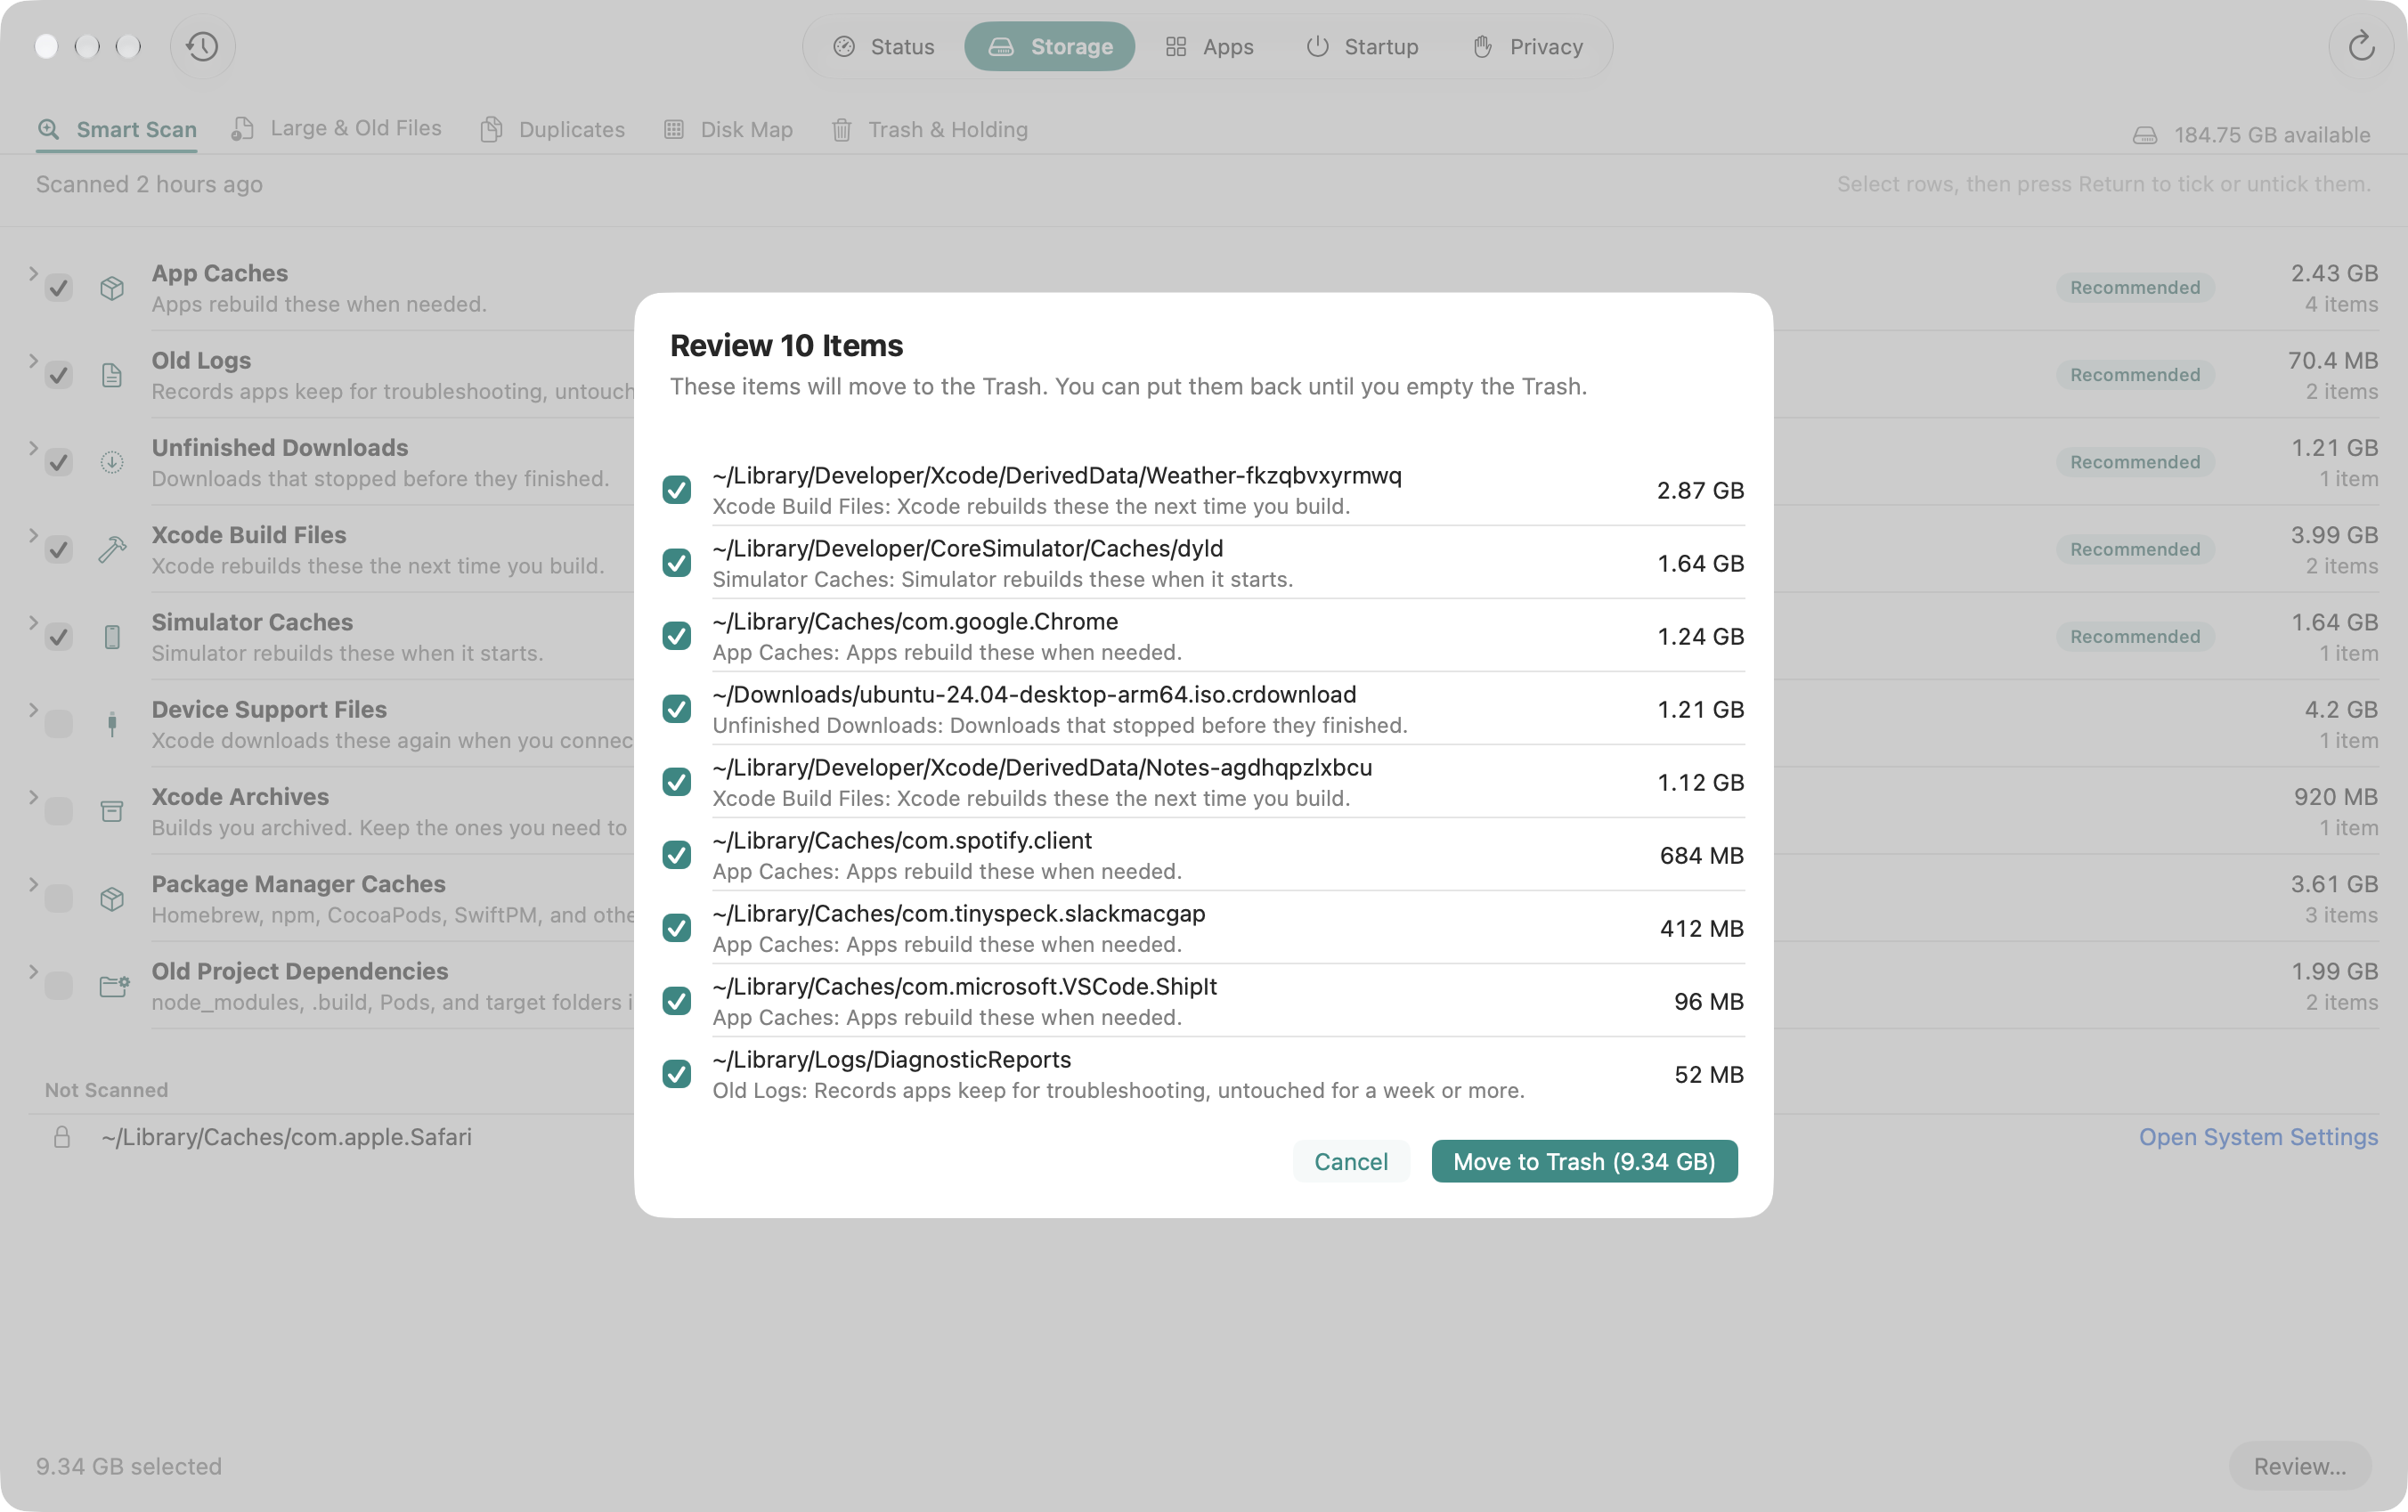 Status
Storage
Apps
Startup
Privacy
Smart Scan
Large & Old Files
Duplicates
Disk Map
Trash & Holding
184.75 GB available
Scanned 2 hours ago
Select rows, then press Return to tick or untick them.
App Caches
Apps rebuild these when needed.
Recommended
2.43 GB
4 items
Old Logs
Records apps keep for troubleshooting, untouch
Recommended
70.4 MB
2 items
Unfinished Downloads
Downloads that stopped before they finished.
Recommended
1.21 GB
1 item
Xcode Build Files
Xcode rebuilds these the next time you build.
Recommended
3.99 GB
2 items
Simulator Caches
Simulator rebuilds these when it starts.
Recommended
1.64 GB
1 item
Device Support Files
Xcode downloads these again when you connec
4.2 GB
1 item
Xcode Archives
Builds you archived. Keep the ones you need to
920 MB
1 item
Package Manager Caches
Homebrew, npm, CocoaPods, SwiftPM, and othe
3.61 GB
3 items
Old Project Dependencies
node_modules, .build, Pods, and target folders i
1.99 GB
2 items
Not Scanned
~/Library/Caches/com.apple.Safari
Open System Settings
9.34 GB selected
Review...
Review 10 Items
These items will move to the Trash. You can put them back until you empty the Trash.
~/Library/Developer/Xcode/DerivedData/Weather-fkzqbvxyrmwq
Xcode Build Files: Xcode rebuilds these the next time you build.
2.87 GB
~/Library/Developer/CoreSimulator/Caches/dyld
Simulator Caches: Simulator rebuilds these when it starts.
1.64 GB
~/Library/Caches/com.google.Chrome
App Caches: Apps rebuild these when needed.
1.24 GB
~/Downloads/ubuntu-24.04-desktop-arm64.iso.crdownload
Unfinished Downloads: Downloads that stopped before they finished.
1.21 GB
~/Library/Developer/Xcode/DerivedData/Notes-agdhqpzlxbcu
Xcode Build Files: Xcode rebuilds these the next time you build.
1.12 GB
~/Library/Caches/com.spotify.client
App Caches: Apps rebuild these when needed.
684 MB
~/Library/Caches/com.tinyspeck.slackmacgap
App Caches: Apps rebuild these when needed.
412 MB
~/Library/Caches/com.microsoft.VSCode.ShipIt
App Caches: Apps rebuild these when needed.
96 MB
~/Library/Logs/DiagnosticReports
Old Logs: Records apps keep for troubleshooting, untouched for a week or more.
52 MB
Cancel
Move to Trash (9.34 GB)